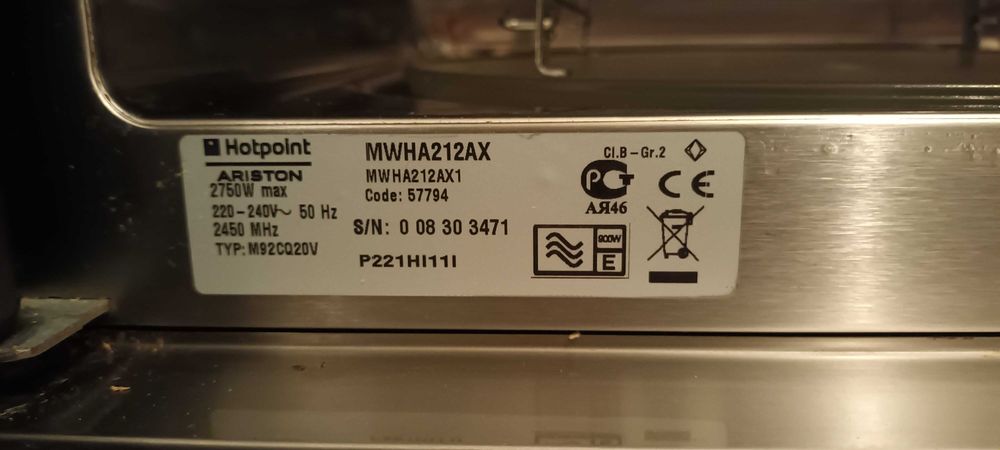 Hotpoint
ARISTON
2750W max
220-240V~ 50 Hz
2450 MHz
TYP: M92CQ20V
MWHA212AX
MWHA212AX1
Code: 57794
S/N: 0 08 30 3471
P221HI11I
Cl.B-Gr.2
РСТ
АЯ46
CE
900W
E